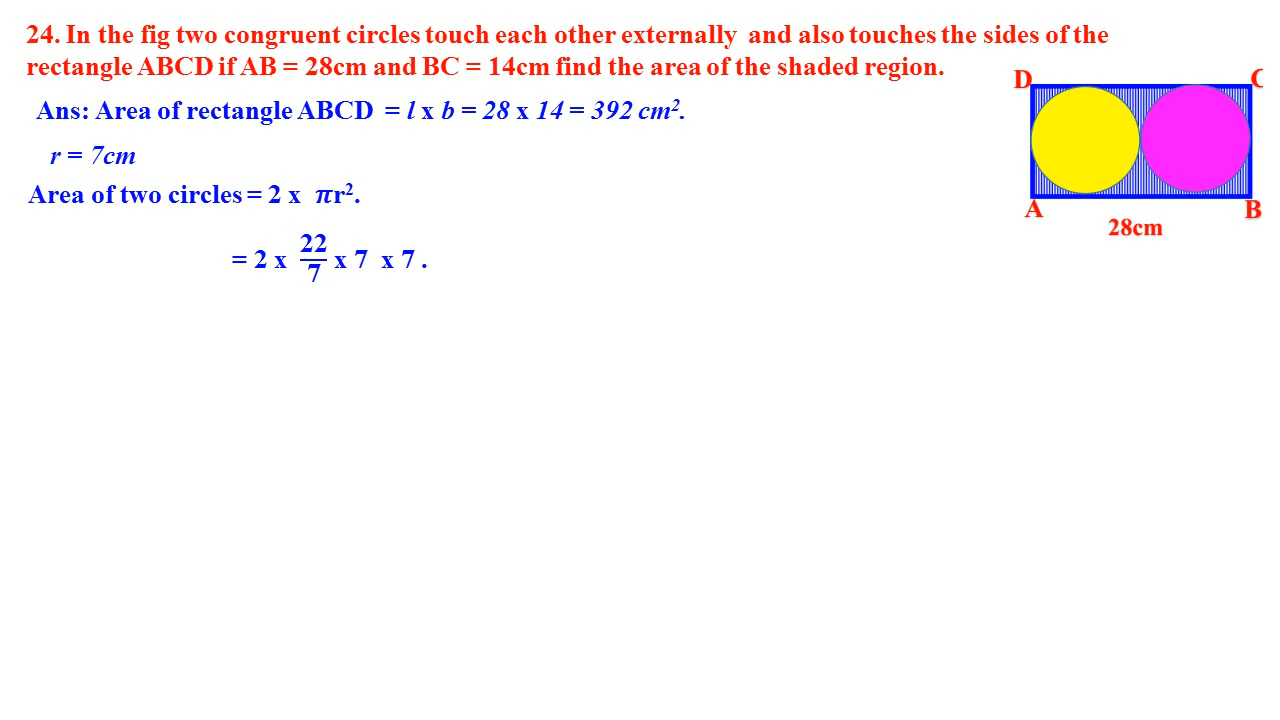 24. In the fig two congruent circles touch each other externally and also touches the sides of the
rectangle ABCD if AB = 28cm and BC = 14cm find the area of the shaded region.
D C
Ans: Area of rectangle ABCD = l x b = 28 x 14 = 392 cm².
r = 7cm
Area of two circles = 2 x πr².
A B
28cm
= 2 x 22/7 x 7 x 7 .